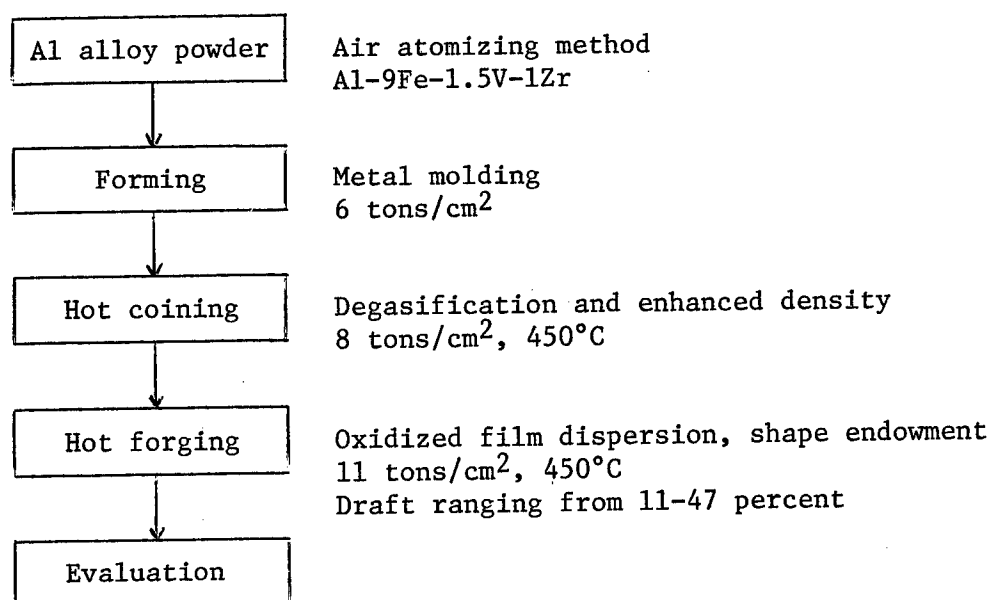 Al alloy powder
Air atomizing method
Al-9Fe-1.5V-1Zr
Forming
Metal molding
6 tons/cm²
Hot coining
Degasification and enhanced density
8 tons/cm², 450°C
Hot forging
Oxidized film dispersion, shape endowment
11 tons/cm², 450°C
Draft ranging from 11-47 percent
Evaluation